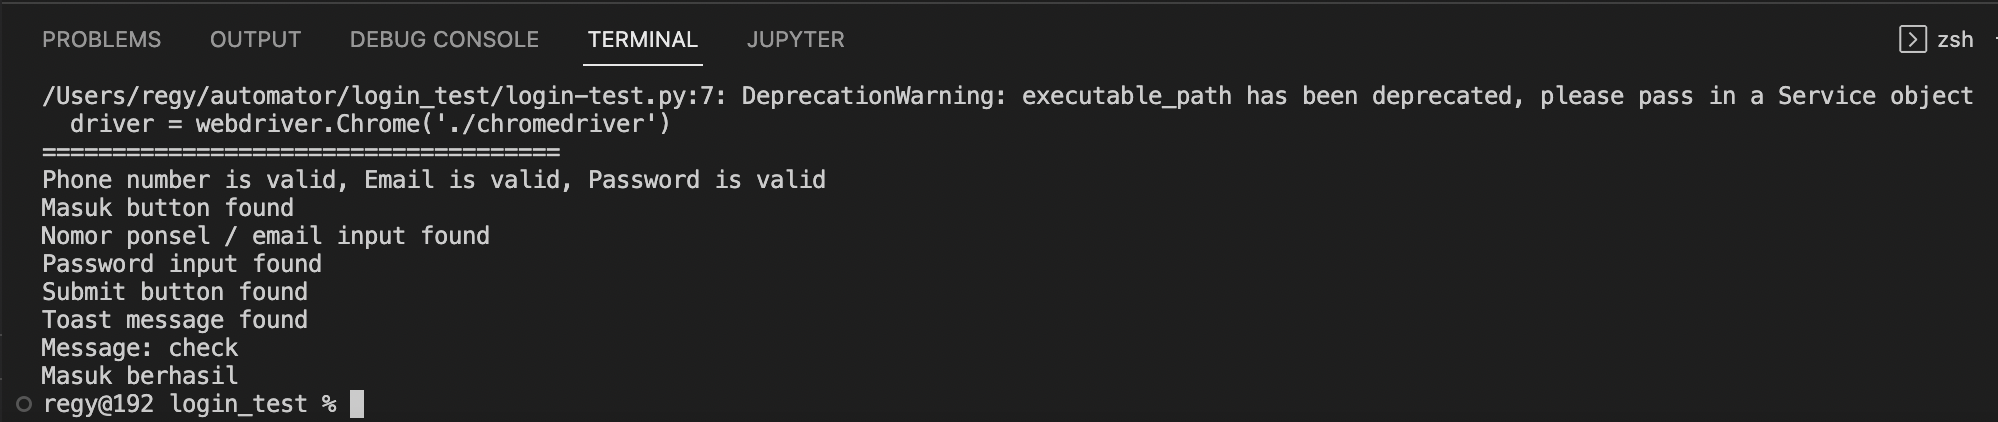 PROBLEMS OUTPUT DEBUG CONSOLE TERMINAL JUPYTER zsh
/Users/regy/automator/login_test/login-test.py:7: DeprecationWarning: executable_path has been deprecated, please pass in a Service object
  driver = webdriver.Chrome('./chromedriver')
=====================================
Phone number is valid, Email is valid, Password is valid
Masuk button found
Nomor ponsel / email input found
Password input found
Submit button found
Toast message found
Message: check
Masuk berhasil
regy@192 login_test %